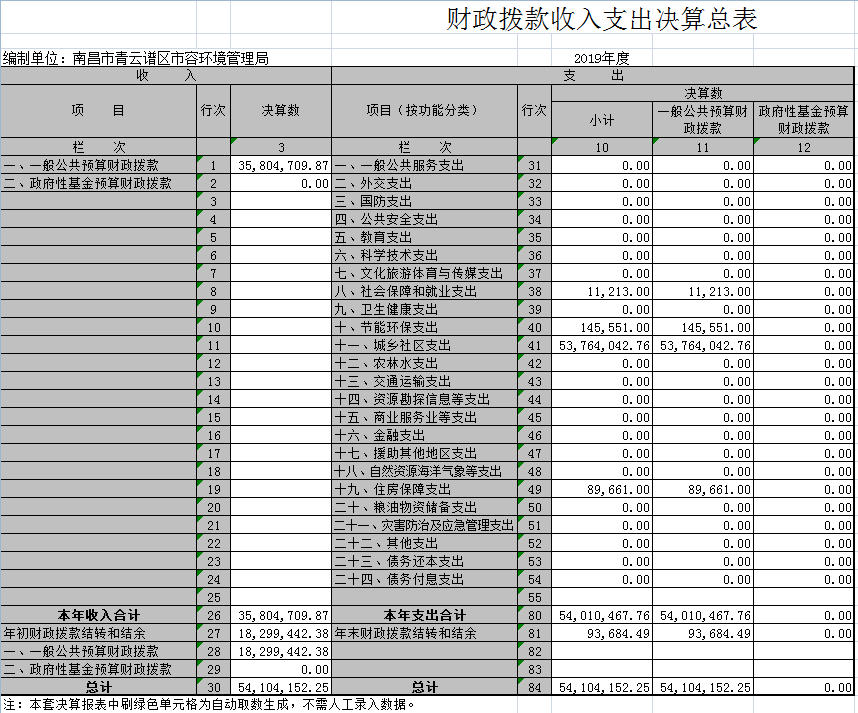 财政拨款收入支出决算总表
编制单位：南昌市青云谱区市容环境管理局 2019年度
收 入 支 出
项 目 行次 决算数 项目（按功能分类） 行次 决算数
小计 一般公共预算财政拨款 政府性基金预算财政拨款
栏 次 3 栏 次 10 11 12
一、一般公共预算财政拨款 1 35,804,709.87 一、一般公共服务支出 31 0.00 0.00 0.00
二、政府性基金预算财政拨款 2 0.00 二、外交支出 32 0.00 0.00 0.00
3 三、国防支出 33 0.00 0.00 0.00
4 四、公共安全支出 34 0.00 0.00 0.00
5 五、教育支出 35 0.00 0.00 0.00
6 六、科学技术支出 36 0.00 0.00 0.00
7 七、文化旅游体育与传媒支出 37 0.00 0.00 0.00
8 八、社会保障和就业支出 38 11,213.00 11,213.00 0.00
9 九、卫生健康支出 39 0.00 0.00 0.00
10 十、节能环保支出 40 145,551.00 145,551.00 0.00
11 十一、城乡社区支出 41 53,764,042.76 53,764,042.76 0.00
12 十二、农林水支出 42 0.00 0.00 0.00
13 十三、交通运输支出 43 0.00 0.00 0.00
14 十四、资源勘探信息等支出 44 0.00 0.00 0.00
15 十五、商业服务业等支出 45 0.00 0.00 0.00
16 十六、金融支出 46 0.00 0.00 0.00
17 十七、援助其他地区支出 47 0.00 0.00 0.00
18 十八、自然资源海洋气象等支出 48 0.00 0.00 0.00
19 十九、住房保障支出 49 89,661.00 89,661.00 0.00
20 二十、粮油物资储备支出 50 0.00 0.00 0.00
21 二十一、灾害防治及应急管理支出 51 0.00 0.00 0.00
22 二十二、其他支出 52 0.00 0.00 0.00
23 二十三、债务还本支出 53 0.00 0.00 0.00
24 二十四、债务付息支出 54 0.00 0.00 0.00
25 55
本年收入合计 26 35,804,709.87 本年支出合计 80 54,010,467.76 54,010,467.76 0.00
年初财政拨款结转和结余 27 18,299,442.38 年末财政拨款结转和结余 81 93,684.49 93,684.49 0.00
一、一般公共预算财政拨款 28 18,299,442.38 82
二、政府性基金预算财政拨款 29 0.00 83
总计 30 54,104,152.25 总计 84 54,104,152.25 54,104,152.25 0.00
注：本套决算报表中刷绿色单元格为自动取数生成，不需人工录入数据。